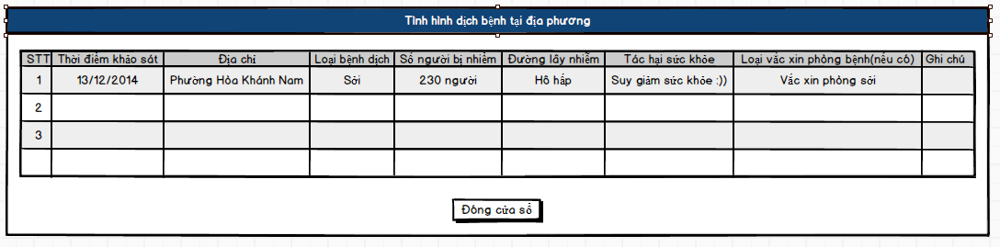 Tình hình dịch bệnh tại địa phương
STT Thời điểm khảo sát Địa chỉ Loại bệnh dịch Số người bị nhiễm Đường lây nhiễm Tác hại sức khỏe Loại vắc xin phòng bệnh(nếu có) Ghi chú
1 13/12/2014 Phường Hòa Khánh Nam Sởi 230 người Hô hấp Suy giảm sức khỏe :)) Vắc xin phòng sởi
2
3
Đóng cửa sổ